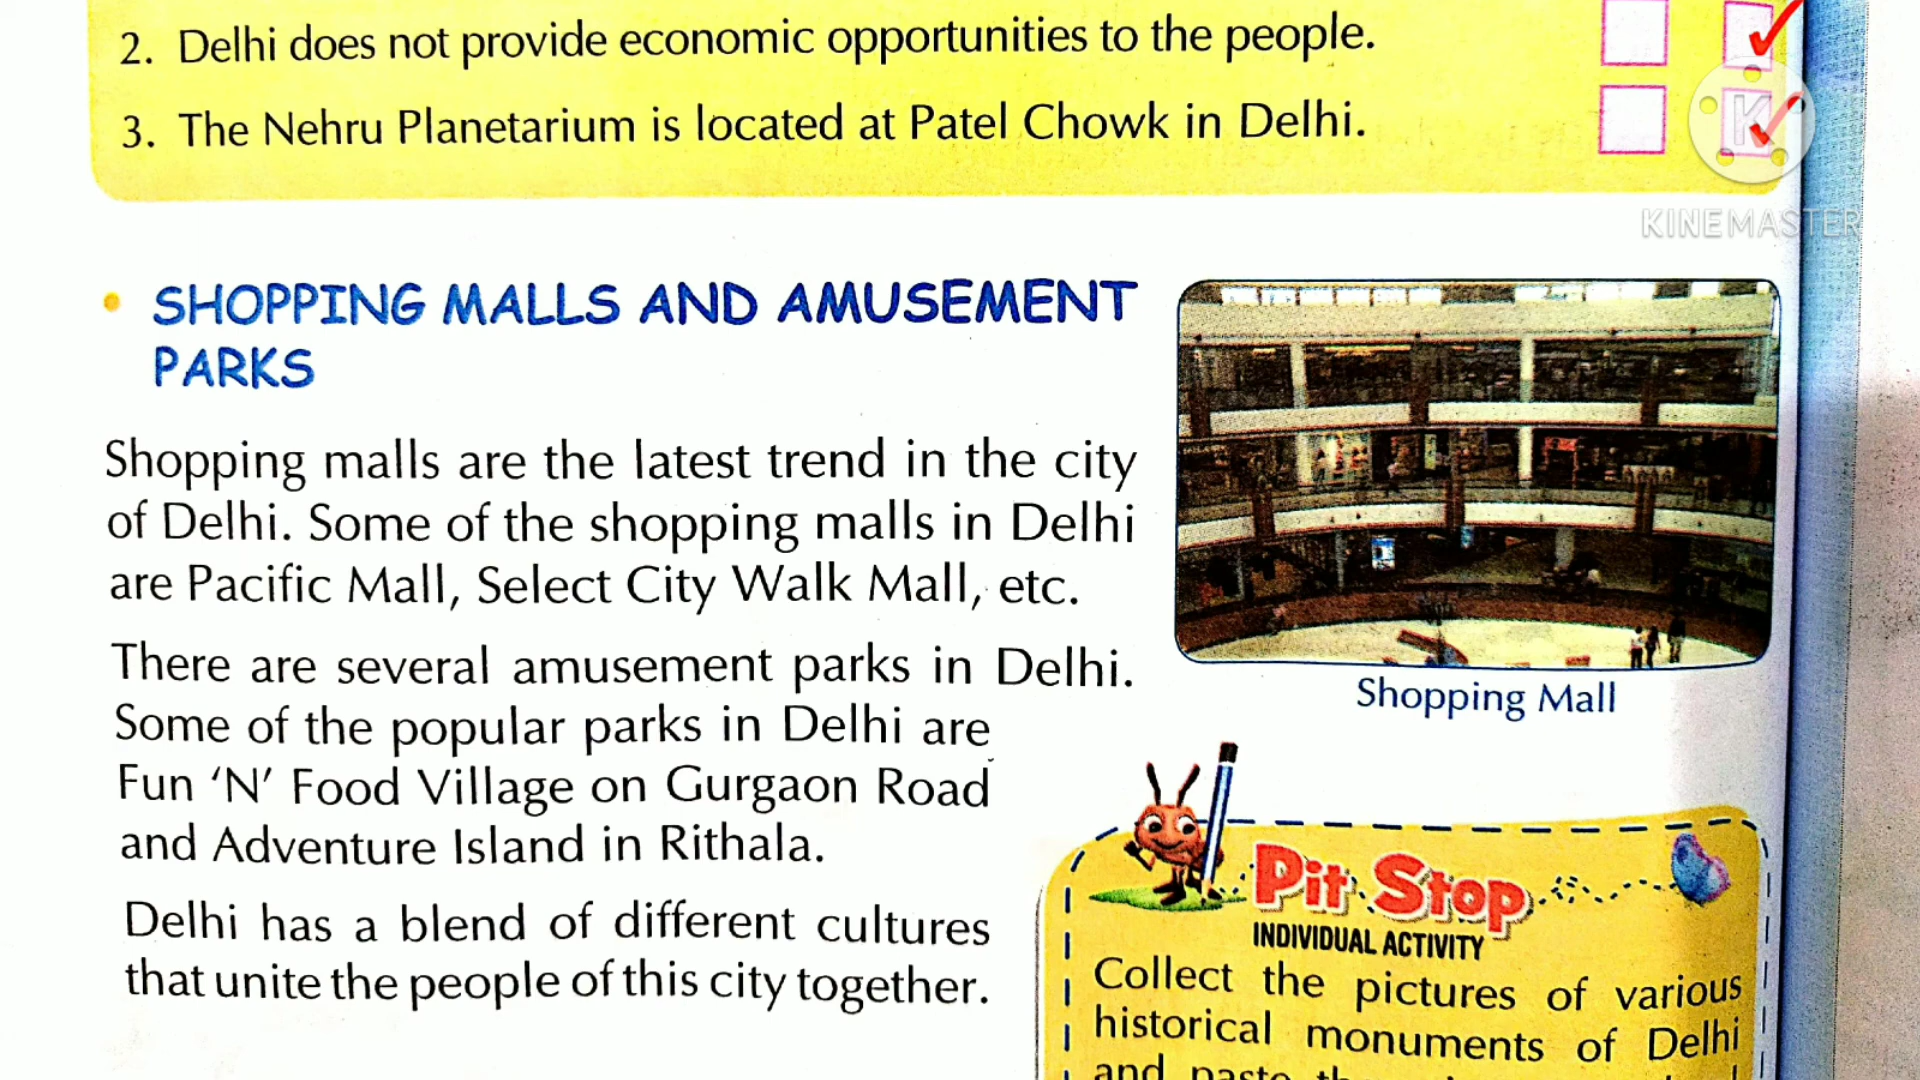 2. Delhi does not provide economic opportunities to the people.
3. The Nehru Planetarium is located at Patel Chowk in Delhi.
K
KINEMASTER
• SHOPPING MALLS AND AMUSEMENT
PARKS
Shopping malls are the latest trend in the city
of Delhi. Some of the shopping malls in Delhi
are Pacific Mall, Select City Walk Mall, etc.
There are several amusement parks in Delhi.
Some of the popular parks in Delhi are
Fun ‘N’ Food Village on Gurgaon Road
and Adventure Island in Rithala.
Delhi has a blend of different cultures
that unite the people of this city together.
Shopping Mall
Pit Stop
INDIVIDUAL ACTIVITY
Collect the pictures of various
historical monuments of Delhi
and paste